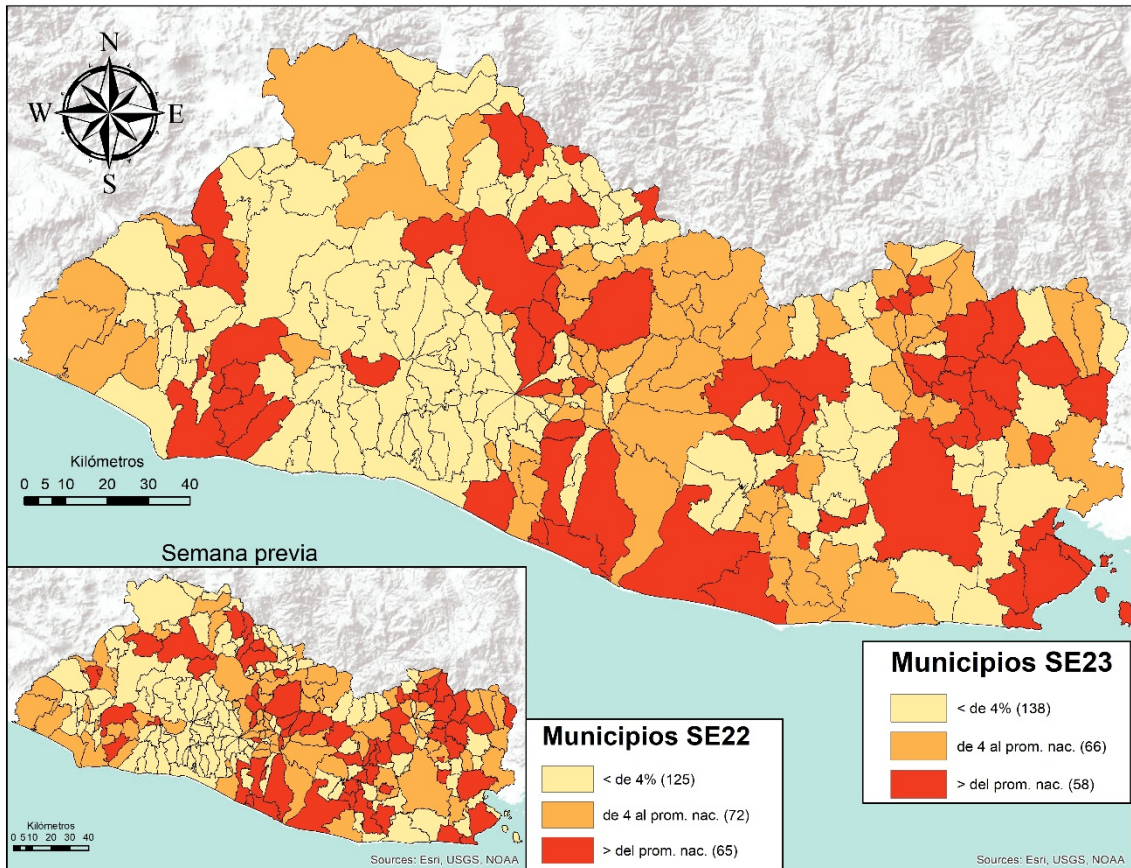 N
W E
S
Kilómetros
0 5 10 20 30 40
Semana previa
Municipios SE23
< de 4% (138)
de 4 al prom. nac. (66)
> del prom. nac. (58)
Municipios SE22
< de 4% (125)
de 4 al prom. nac. (72)
> del prom. nac. (65)
Kilómetros
0 5 10 20 30 40
Sources: Esri, USGS, NOAA
Sources: Esri, USGS, NOAA